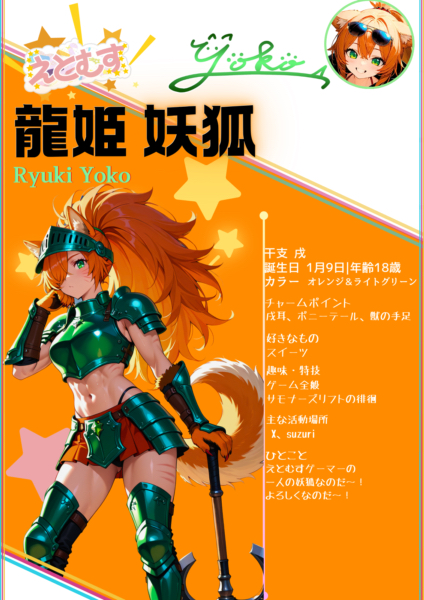 えとむす
yoko
龍姫 妖狐
Ryuki Yoko
干支 戌
誕生日 1月9日|年齢18歳
カラー オレンジ&ライトグリーン
チャームポイント
戌耳、ポニーテール、獣の手足
好きなもの
スイーツ
趣味・特技
ゲーム全般
サモナーズリフトの徘徊
主な活動場所
X、suzuri
ひとこと
えとむすゲーマーの
一人の妖狐なのだ~!
よろしくなのだ~!